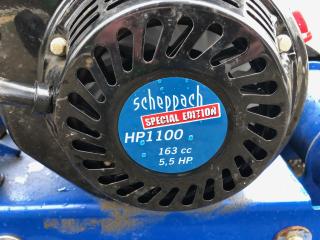 scheppach
SPECIAL EDITION
HP1100
163 cc
5,5 HP